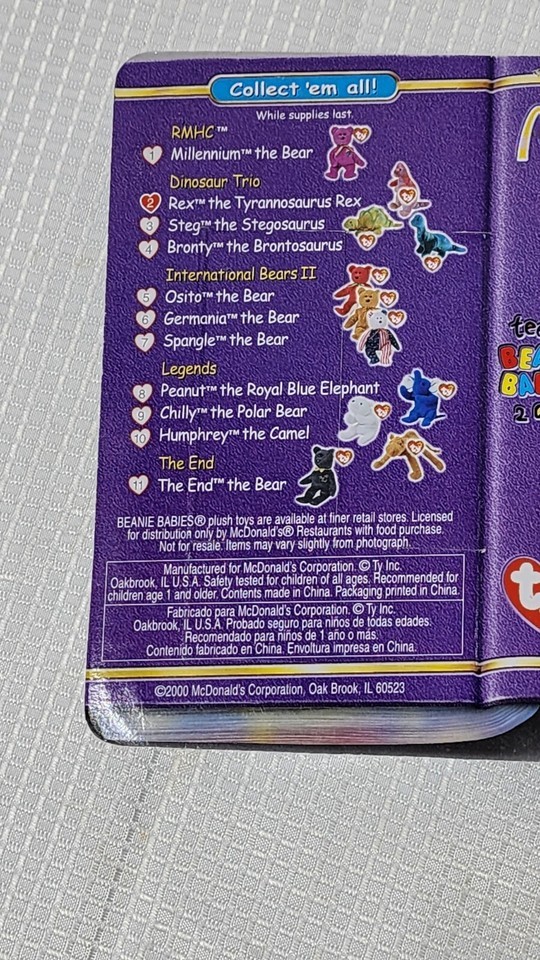 Collect 'em all!
While supplies last.
RMHC™
1 Millennium™ the Bear
Dinosaur Trio
2 Rex™ the Tyrannosaurus Rex
3 Steg™ the Stegosaurus
4 Bronty™ the Brontosaurus
International Bears II
5 Osito™ the Bear
6 Germania™ the Bear
7 Spangle™ the Bear
Legends
8 Peanut™ the Royal Blue Elephant
9 Chilly™ the Polar Bear
10 Humphrey™ the Camel
The End
11 The End™ the Bear
BEANIE BABIES® plush toys are available at finer retail stores. Licensed
for distribution only by McDonald's® Restaurants with food purchase.
Not for resale. Items may vary slightly from photograph.
Manufactured for McDonald's Corporation. © Ty Inc.
Oakbrook, IL U.S.A. Safety tested for children of all ages. Recommended for
children age 1 and older. Contents made in China. Packaging printed in China.
Fabricado para McDonald's Corporation. © Ty Inc.
Oakbrook, IL U.S.A. Probado seguro para niños de todas edades.
Recomendado para niños de 1 año o más.
Contenido fabricado en China. Envoltura impresa en China.
©2000 McDonald's Corporation, Oak Brook, IL 60523